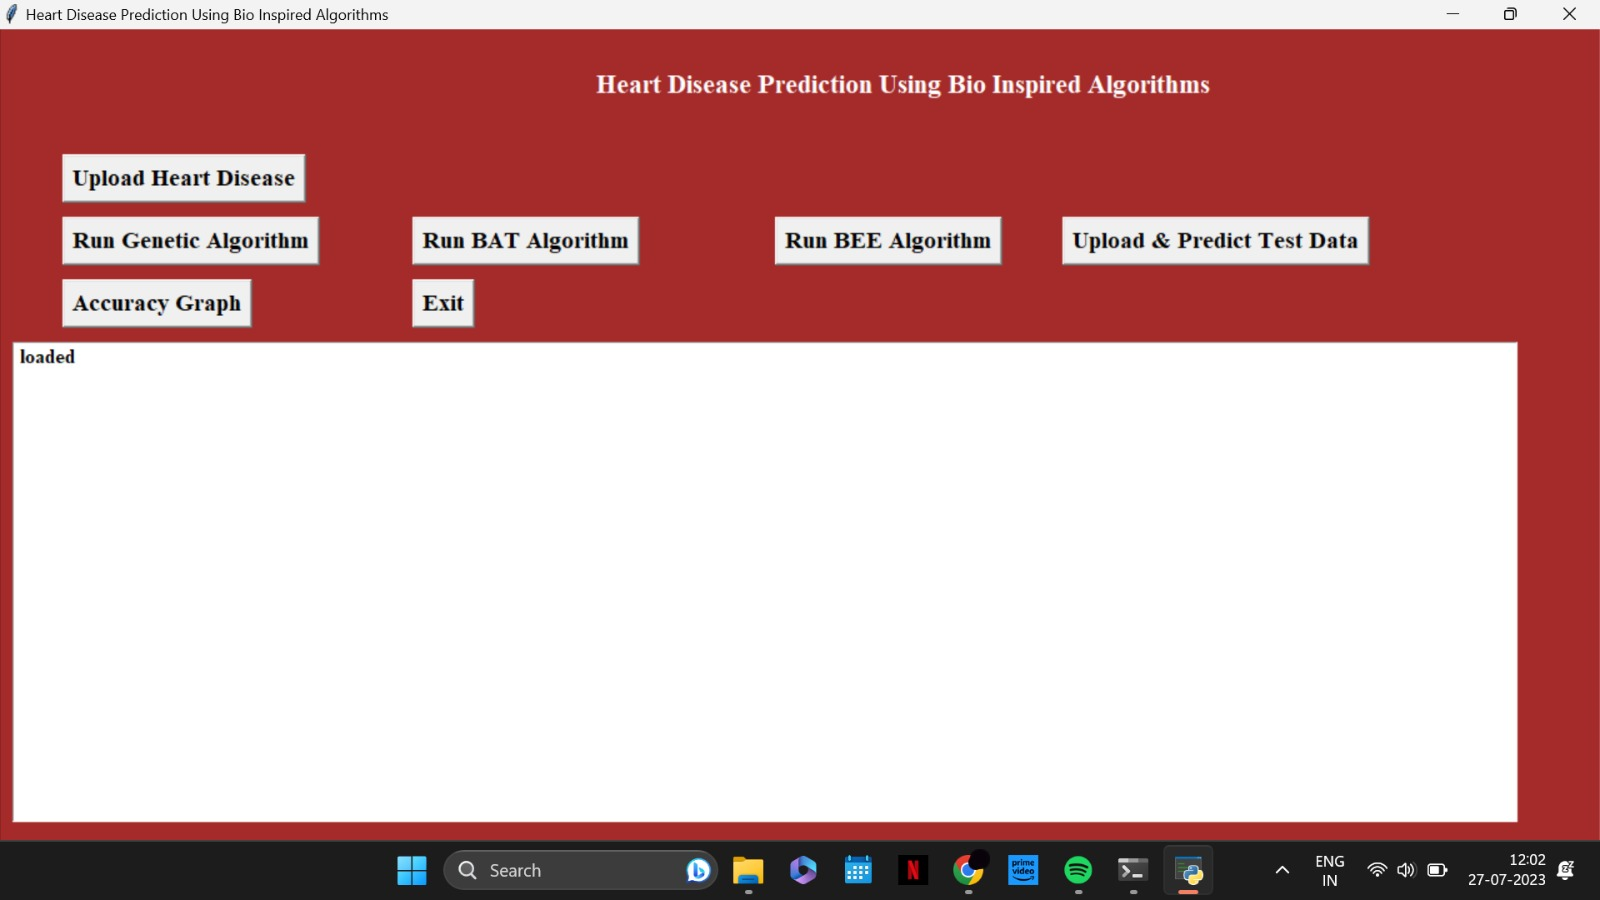 Heart Disease Prediction Using Bio Inspired Algorithms
Heart Disease Prediction Using Bio Inspired Algorithms
Upload Heart Disease
Run Genetic Algorithm
Run BAT Algorithm
Run BEE Algorithm
Upload & Predict Test Data
Accuracy Graph
Exit
loaded
Search
N
prime
video
ENG
IN
12:02
27-07-2023